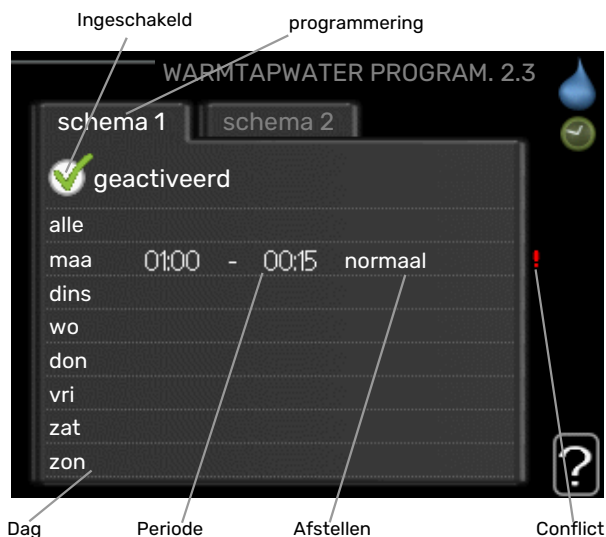 Ingeschakeld programmering
WARMTAPWATER PROGRAM. 2.3
schema 1 schema 2
geactiveerd
alle
maa 01:00 - 00:15 normaal !
dins
wo
don
vri
zat
zon
?
Dag Periode Afstellen Conflict